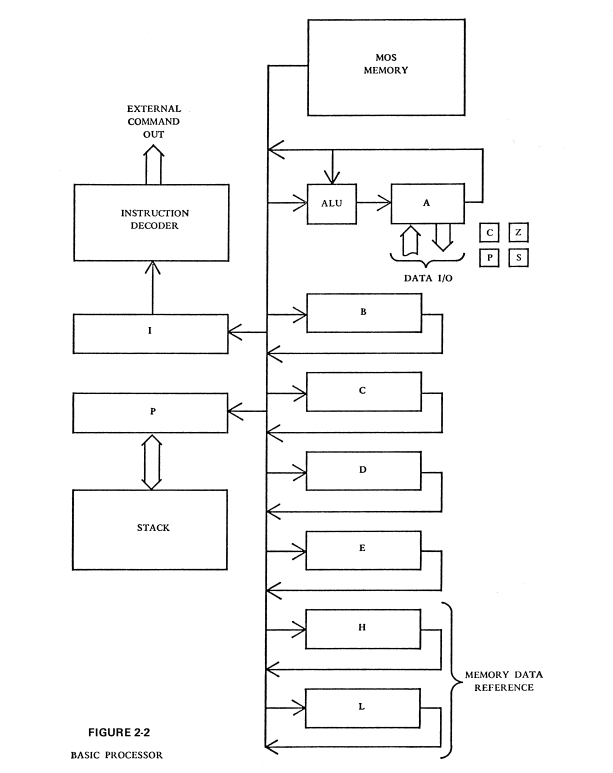 MOS
MEMORY
EXTERNAL
COMMAND
OUT
INSTRUCTION
DECODER
ALU
A
C Z
P S
DATA I/O
I
B
P
C
STACK
D
E
H
L
MEMORY DATA
REFERENCE
FIGURE 2-2
BASIC PROCESSOR